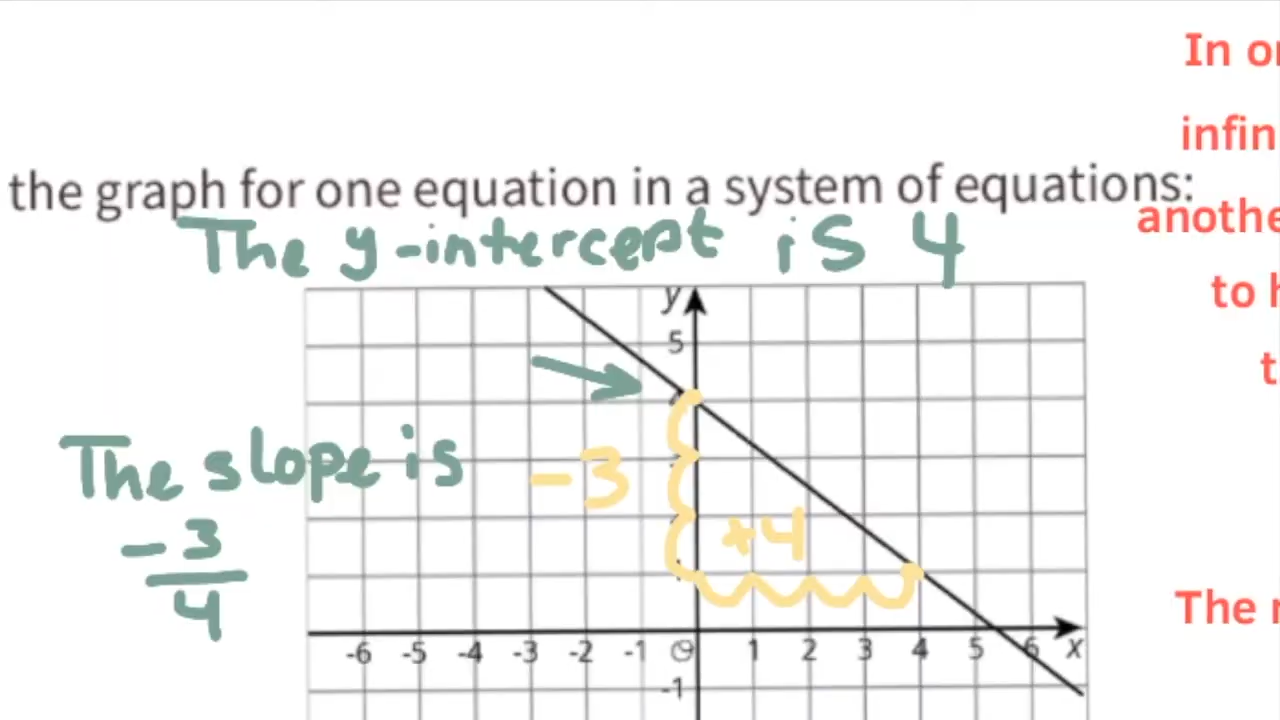 In
infin
the graph for one equation in a system of equations:
anothe
The y-intercept is 4
to
y
5
The slope is
-3
-3
4
+4
The
-6 -5 -4 -3 -2 -1 1 2 3 4 5 6 x
-1